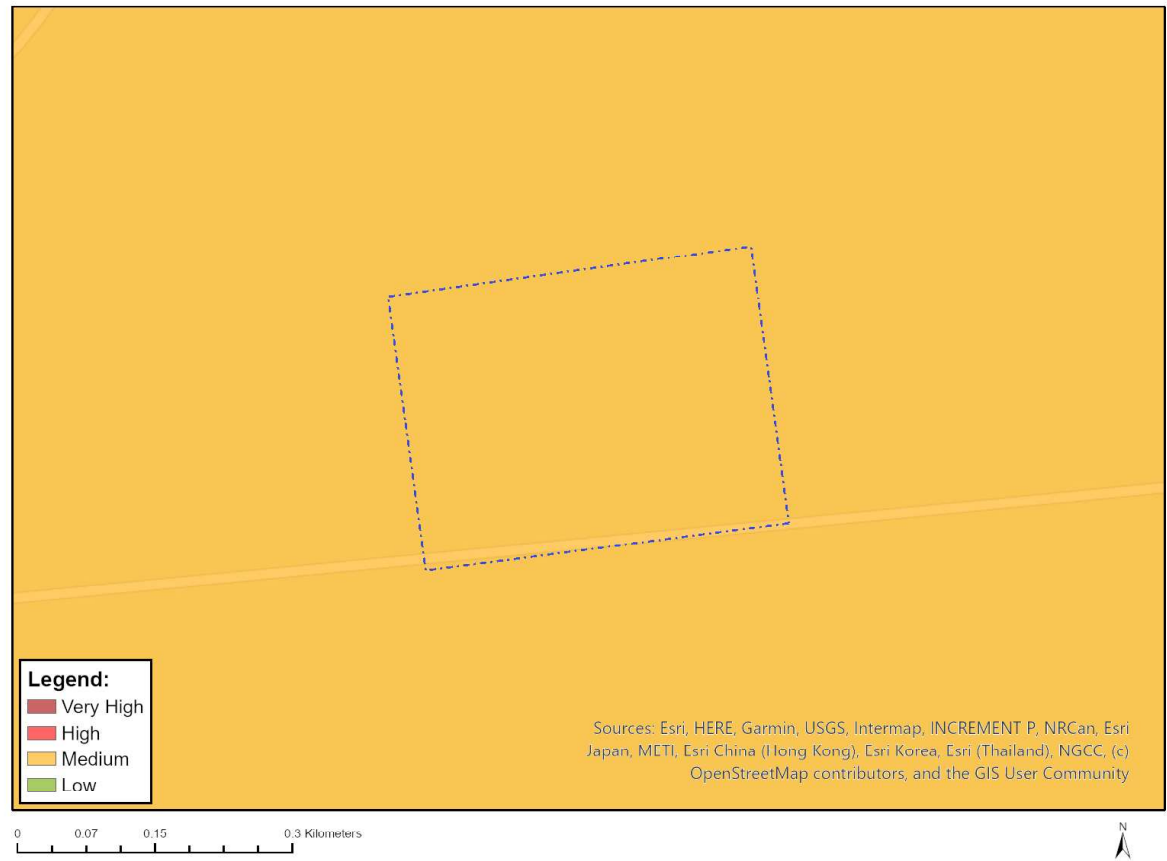 Legend:
Very High
High
Medium
Low
Sources: Esri, HERE, Garmin, USGS, Intermap, INCREMENT P, NRCan, Esri
Japan, METI, Esri China (Hong Kong), Esri Korea, Esri (Thailand), NGCC, (c)
OpenStreetMap contributors, and the GIS User Community
0 0.07 0.15 0.3 Kilometers
N